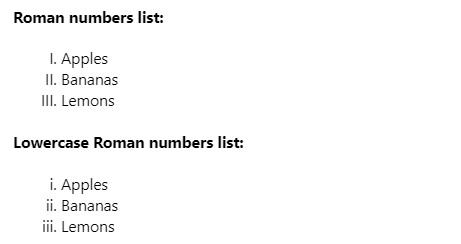 Roman numbers list:
I. Apples
II. Bananas
III. Lemons
Lowercase Roman numbers list:
i. Apples
ii. Bananas
iii. Lemons